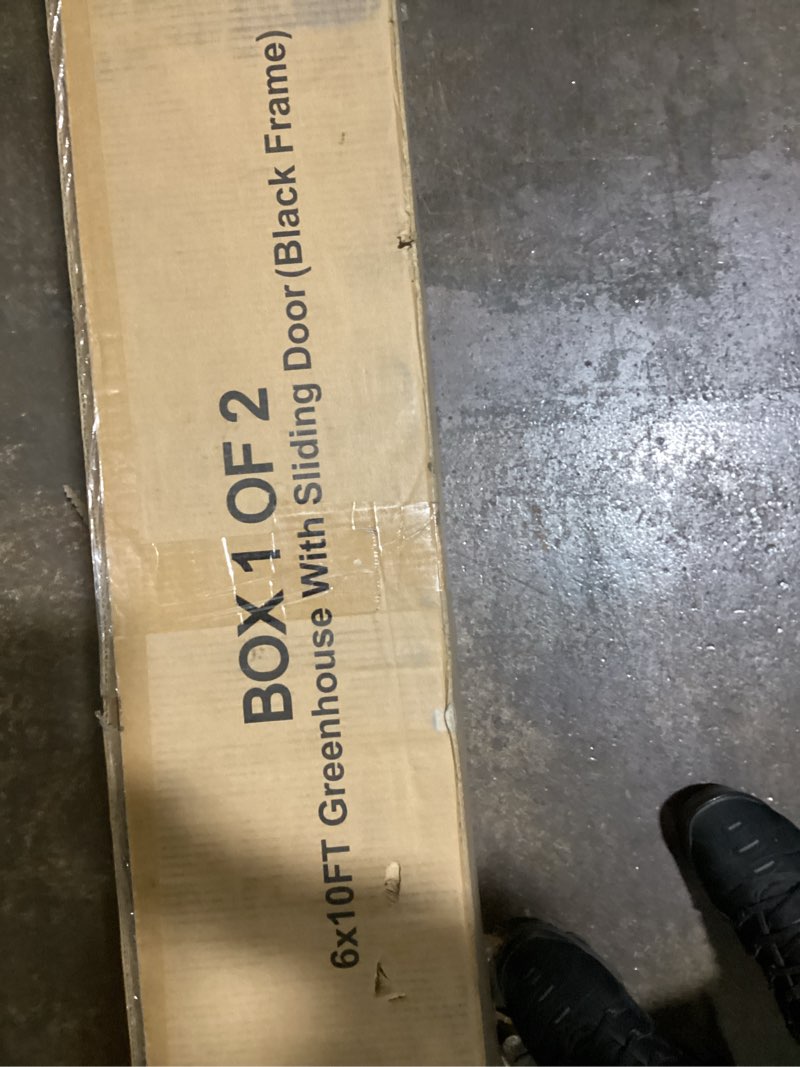 BOX 1 OF 2
6x10FT Greenhouse With Sliding Door(Black Frame)